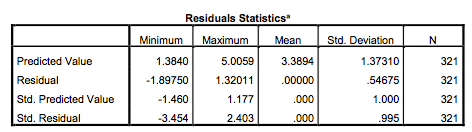 Residuals Statisticsᵃ
Minimum Maximum Mean Std. Deviation N
Predicted Value 1.3840 5.0059 3.3894 1.37310 321
Residual -1.89750 1.32011 .00000 .54675 321
Std. Predicted Value -1.460 1.177 .000 1.000 321
Std. Residual -3.454 2.403 .000 .995 321